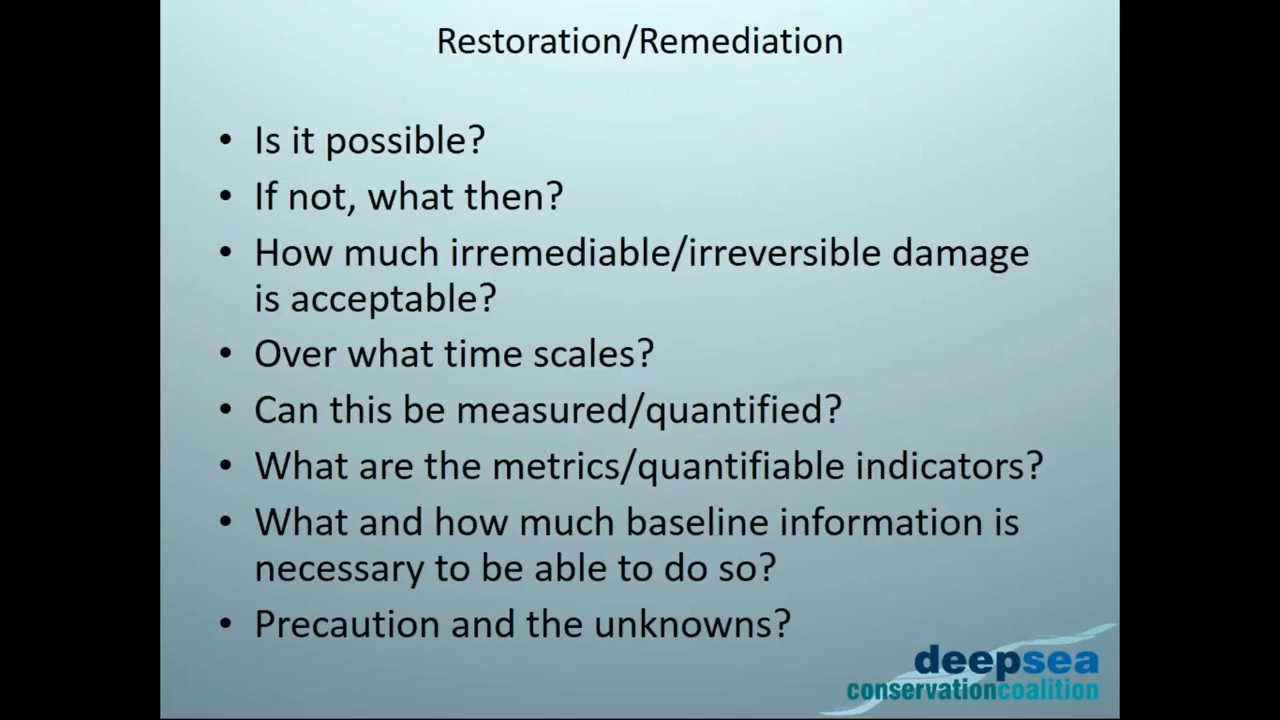 Restoration/Remediation
• Is it possible?
• If not, what then?
• How much irremediable/irreversible damage
is acceptable?
• Over what time scales?
• Can this be measured/quantified?
• What are the metrics/quantifiable indicators?
• What and how much baseline information is
necessary to be able to do so?
• Precaution and the unknowns?
deepsea
conservationcoalition